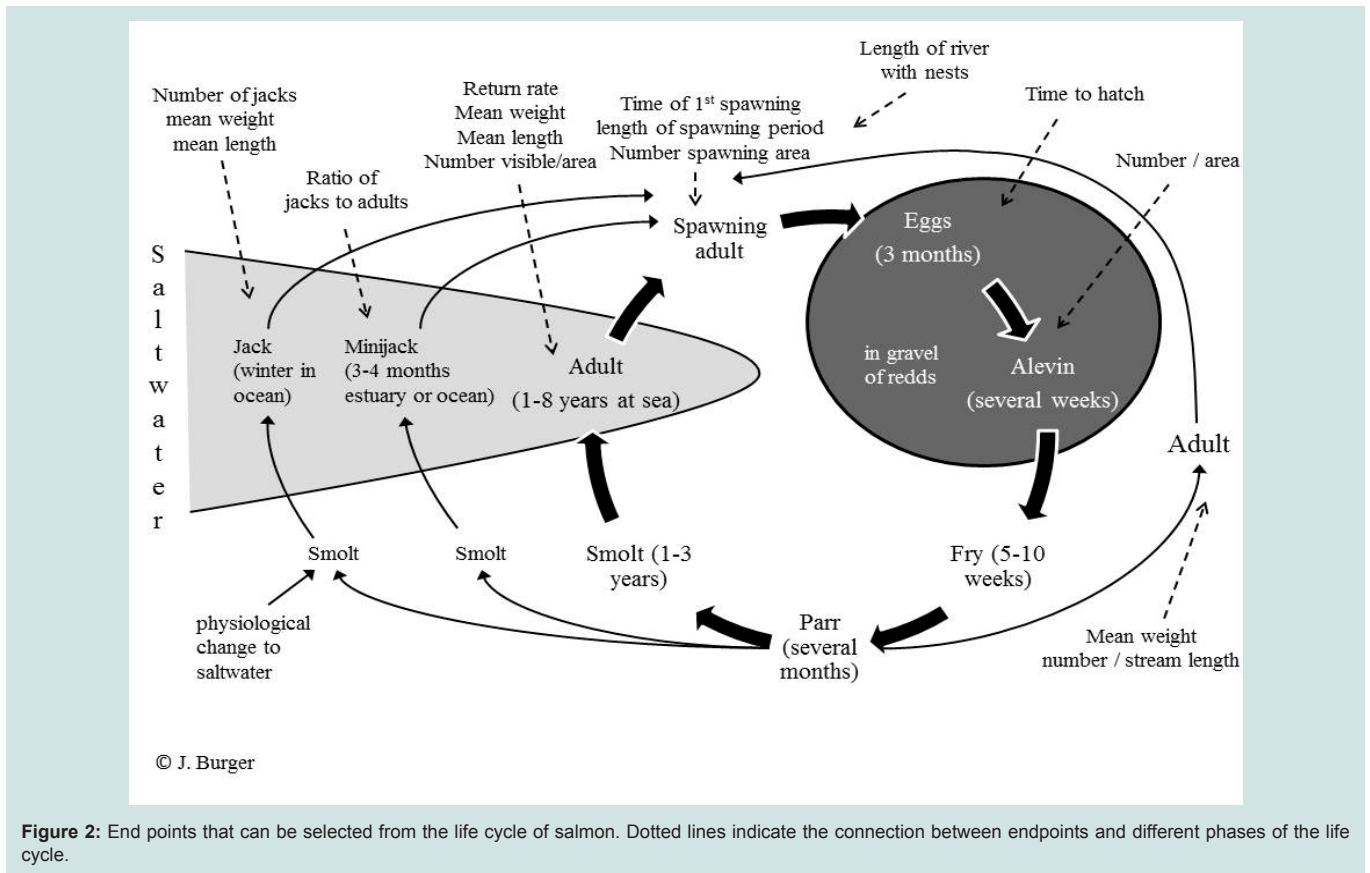 Number of jacks
mean weight
mean length
Ratio of
jacks to adults
Return rate
Mean weight
Mean length
Number visible/area
Time of 1st spawning
length of spawning period
Number spawning area
Length of river
with nests
Time to hatch
Number / area
Saltwater
Jack
(winter in
ocean)
Minijack
(3-4 months
estuary or ocean)
Adult
(1-8 years at sea)
Spawning
adult
Eggs
(3 months)
in gravel
of redds
Alevin
(several weeks)
Adult
Smolt
Smolt
Smolt (1-3
years)
Fry (5-10
weeks)
Parr
(several
months)
physiological
change to
saltwater
Mean weight
number / stream length
© J. Burger
Figure 2: End points that can be selected from the life cycle of salmon. Dotted lines indicate the connection between endpoints and different phases of the life
cycle.